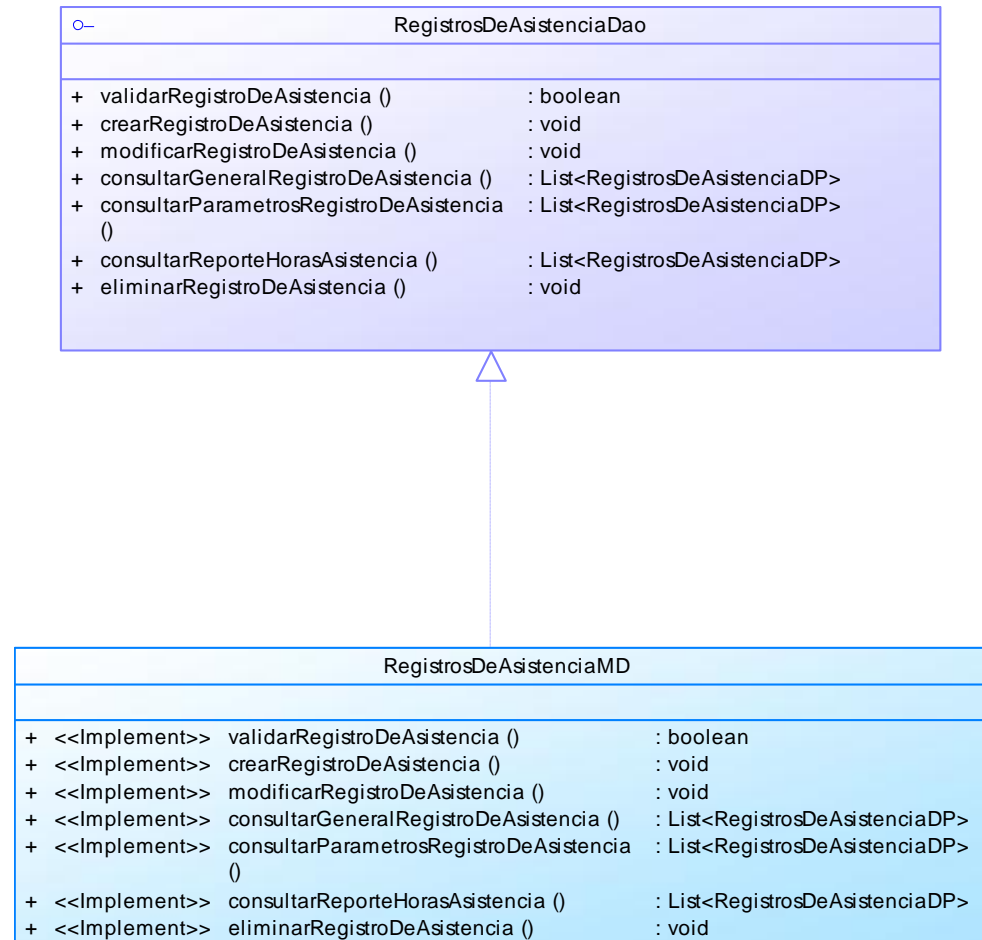 RegistrosDeAsistenciaDao
+ validarRegistroDeAsistencia () : boolean
+ crearRegistroDeAsistencia () : void
+ modificarRegistroDeAsistencia () : void
+ consultarGeneralRegistroDeAsistencia () : List<RegistrosDeAsistenciaDP>
+ consultarParametrosRegistroDeAsistencia : List<RegistrosDeAsistenciaDP>
()
+ consultarReporteHorasAsistencia () : List<RegistrosDeAsistenciaDP>
+ eliminarRegistroDeAsistencia () : void
RegistrosDeAsistenciaMD
+ <<Implement>> validarRegistroDeAsistencia () : boolean
+ <<Implement>> crearRegistroDeAsistencia () : void
+ <<Implement>> modificarRegistroDeAsistencia () : void
+ <<Implement>> consultarGeneralRegistroDeAsistencia () : List<RegistrosDeAsistenciaDP>
+ <<Implement>> consultarParametrosRegistroDeAsistencia : List<RegistrosDeAsistenciaDP>
()
+ <<Implement>> consultarReporteHorasAsistencia () : List<RegistrosDeAsistenciaDP>
+ <<Implement>> eliminarRegistroDeAsistencia () : void